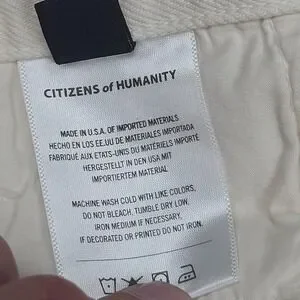 CITIZENS of HUMANITY
MADE IN U.S.A. OF IMPORTED MATERIALS
HECHO EN LOS EE.UU DE MATERIALES IMPORTADA
FABRIQUÉ AUX ETATS-UNIS DU MATÉRIELS IMPORTE
HERGESTELLT IN DEN USA MIT
IMPORTIERTEM MATERIAL
MACHINE WASH COLD WITH LIKE COLORS,
DO NOT BLEACH, TUMBLE DRY LOW,
IRON MEDIUM IF NECESSARY,
IF DECORATED OR PRINTED DO NOT IRON.